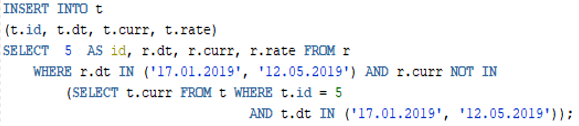 INSERT INTO t
(t.id, t.dt, t.curr, t.rate)
SELECT 5 AS id, r.dt, r.curr, r.rate FROM r
WHERE r.dt IN ('17.01.2019', '12.05.2019') AND r.curr NOT IN
(SELECT t.curr FROM t WHERE t.id = 5
AND t.dt IN ('17.01.2019', '12.05.2019'));